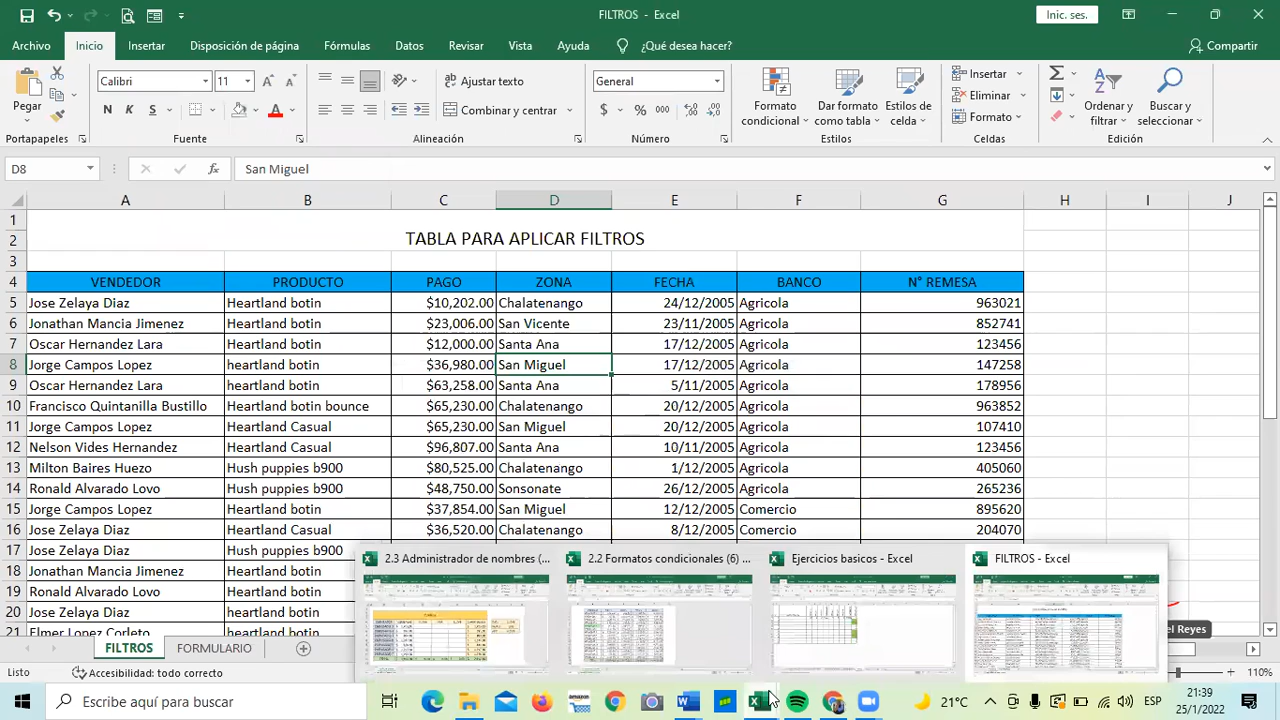 FILTROS - Excel
Inic. ses.
Archivo Inicio Insertar Disposición de página Fórmulas Datos Revisar Vista Ayuda ¿Qué desea hacer? Compartir
Pegar
Calibri 11
N K S
Ajustar texto
Combinar y centrar
General
$ % 000
Formato condicional
Dar formato como tabla
Estilos de celda
Insertar
Eliminar
Formato
Ordenar y filtrar
Buscar y seleccionar
Portapapeles Fuente Alineación Número Estilos Celdas Edición
D8 fx San Miguel
A B C D E F G H I J
1
2 TABLA PARA APLICAR FILTROS
3
4 VENDEDOR PRODUCTO PAGO ZONA FECHA BANCO N° REMESA
5 Jose Zelaya Diaz Heartland botin $10,202.00 Chalatenango 24/12/2005 Agricola 963021
6 Jonathan Mancia Jimenez Heartland botin $23,006.00 San Vicente 23/11/2005 Agricola 852741
7 Oscar Hernandez Lara Heartland botin $12,000.00 Santa Ana 17/12/2005 Agricola 123456
8 Jorge Campos Lopez heartland botin $36,980.00 San Miguel 17/12/2005 Agricola 147258
9 Oscar Hernandez Lara heartland botin $63,258.00 Santa Ana 5/11/2005 Agricola 178956
10 Francisco Quintanilla Bustillo Heartland botin bounce $65,230.00 Chalatenango 20/12/2005 Agricola 963852
11 Jorge Campos Lopez Heartland Casual $65,230.00 San Miguel 20/12/2005 Agricola 107410
12 Nelson Vides Hernandez Heartland Casual $96,807.00 Santa Ana 10/11/2005 Agricola 123456
13 Milton Baires Huezo Hush puppies b900 $80,525.00 Chalatenango 1/12/2005 Agricola 405060
14 Ronald Alvarado Lovo Hush puppies b900 $48,750.00 Sonsonate 26/12/2005 Agricola 265236
15 Jorge Campos Lopez Heartland botin $37,854.00 San Miguel 12/12/2005 Comercio 895620
16 Jose Zelaya Diaz Heartland Casual $36,520.00 Chalatenango 8/12/2005 Comercio 204070
17 Jose Zelaya Diaz Hush puppies b900
18 Jonathan Mancia Jimenez Heartland botin
19 Ronald Alvarado Lovo Heartland botin
20 Jose Zelaya Diaz heartland botin
21 Elmer Lopez Corleto heartland botin
2.3 Administrador de nombres (... 2.2 Formatos condicionales (6) ... Ejercicios basicos - Excel FILTROS - Excel
el Reyes
FILTROS FORMULARIO
Listo Accesibilidad: todo correcto 110%
Escribe aquí para buscar
amazon
21°C
ESP
21:39
25/1/2022